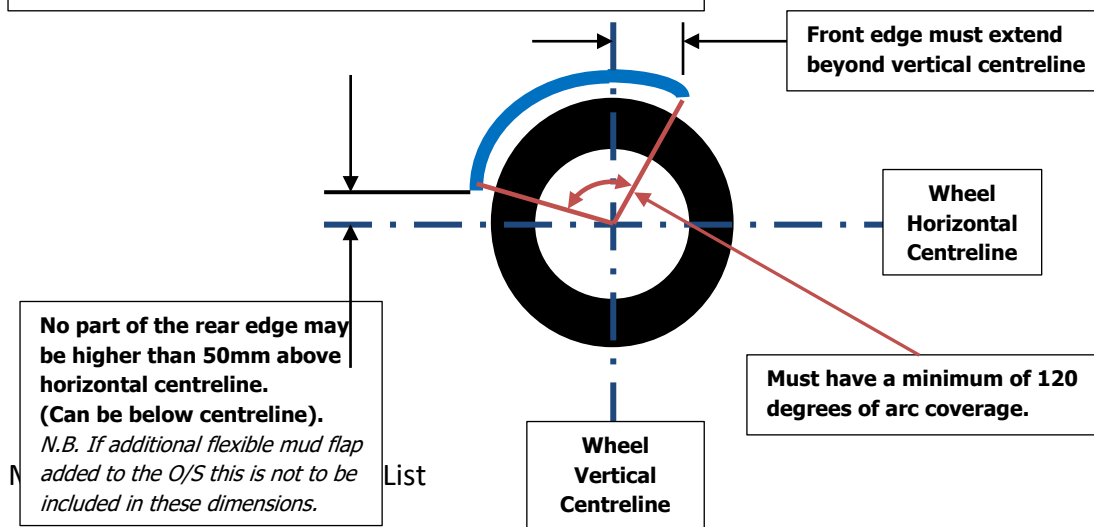 Front edge must extend
beyond vertical centreline
Wheel
Horizontal
Centreline
No part of the rear edge may
be higher than 50mm above
horizontal centreline.
(Can be below centreline).
N.B. If additional flexible mud flap
added to the O/S this is not to be
included in these dimensions.
Must have a minimum of 120
degrees of arc coverage.
Wheel
Vertical
Centreline
List